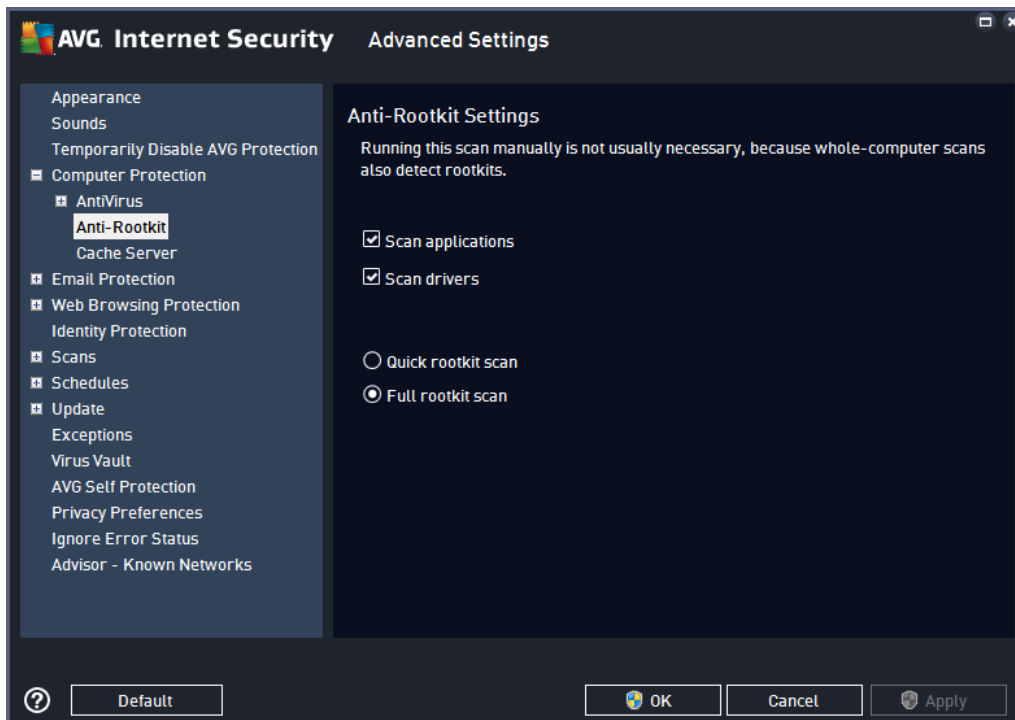 AVG. Internet Security Advanced Settings
Appearance
Sounds
Temporarily Disable AVG Protection
Computer Protection
AntiVirus
Anti-Rootkit
Cache Server
Email Protection
Web Browsing Protection
Identity Protection
Scans
Schedules
Update
Exceptions
Virus Vault
AVG Self Protection
Privacy Preferences
Ignore Error Status
Advisor - Known Networks
Anti-Rootkit Settings
Running this scan manually is not usually necessary, because whole-computer scans
also detect rootkits.
Scan applications
Scan drivers
Quick rootkit scan
Full rootkit scan
? Default OK Cancel Apply